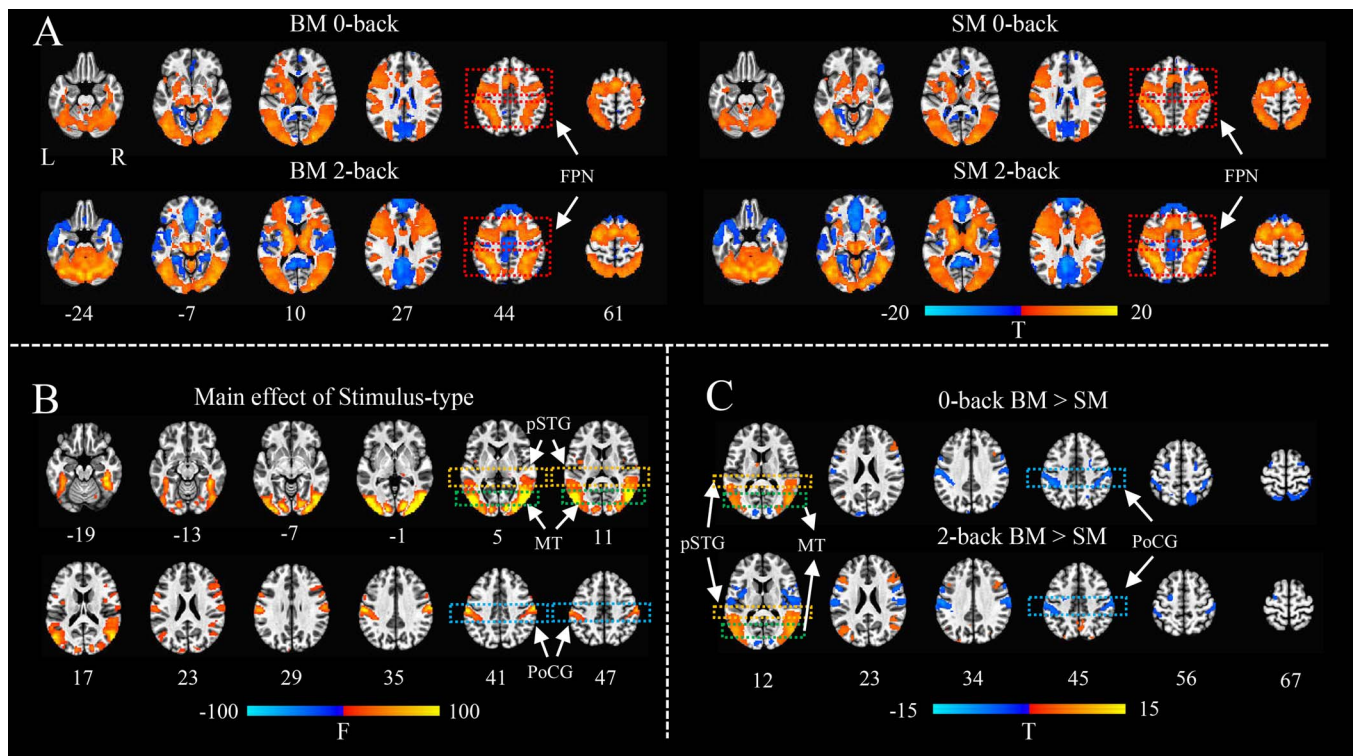 A
BM 0-back
SM 0-back
L R
FPN
FPN
BM 2-back
SM 2-back
-24 -7 10 27 44 61
-20 20
T
B
Main effect of Stimulus-type
pSTG
-19 -13 -7 -1 5 11
MT
17 23 29 35 41 47
PoCG
-100 100
F
C
0-back BM > SM
pSTG
MT
PoCG
2-back BM > SM
12 23 34 45 56 67
-15 15
T